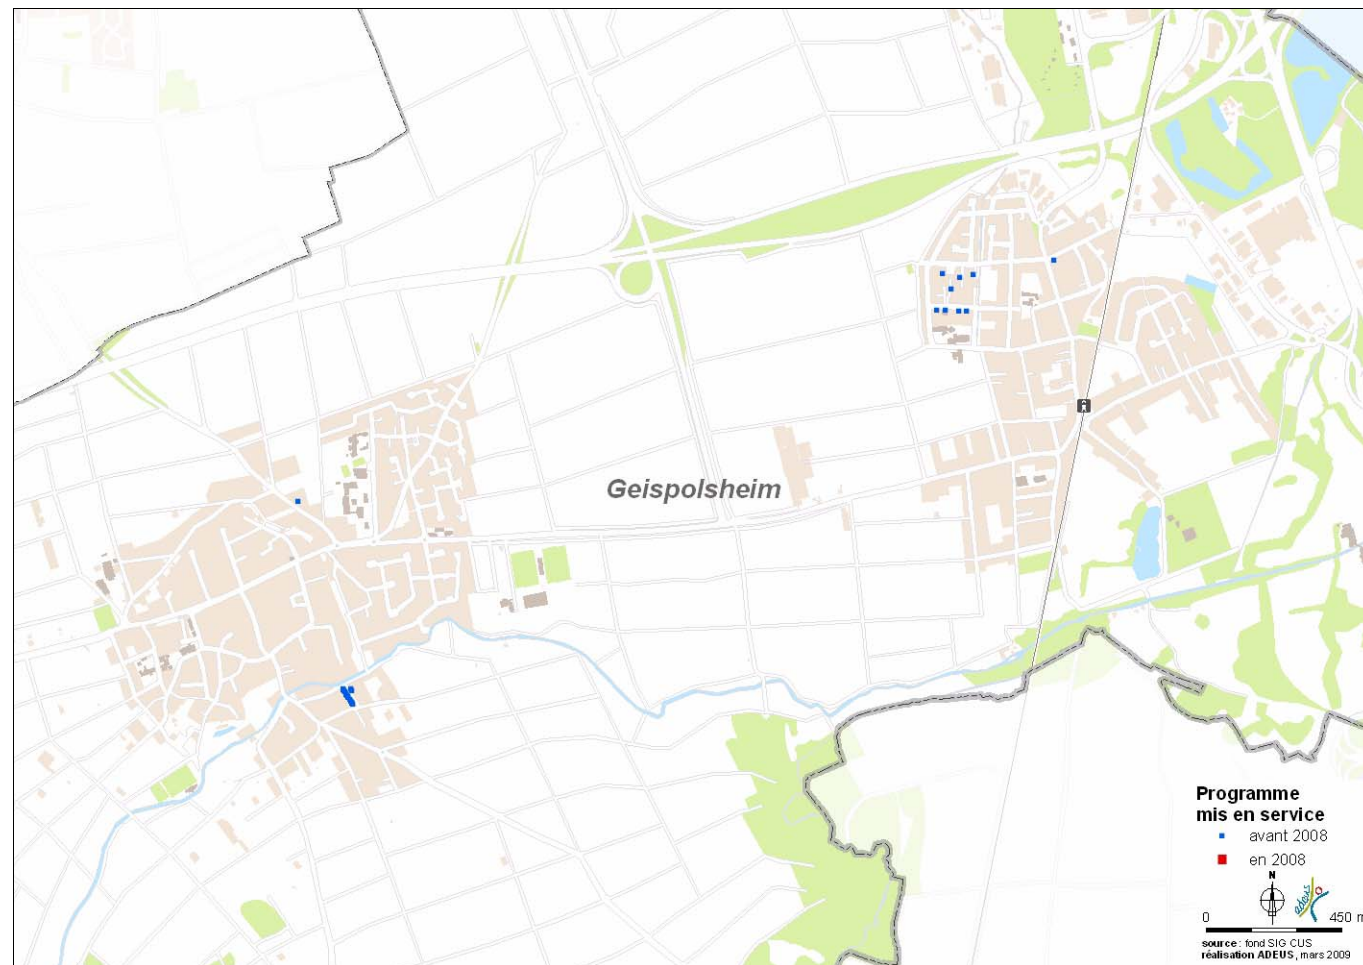 Geispolsheim
Programme
mis en service
avant 2008
en 2008
N
adeus
0 450 m
source : fond SIG CUS
réalisation ADEUS, mars 2009